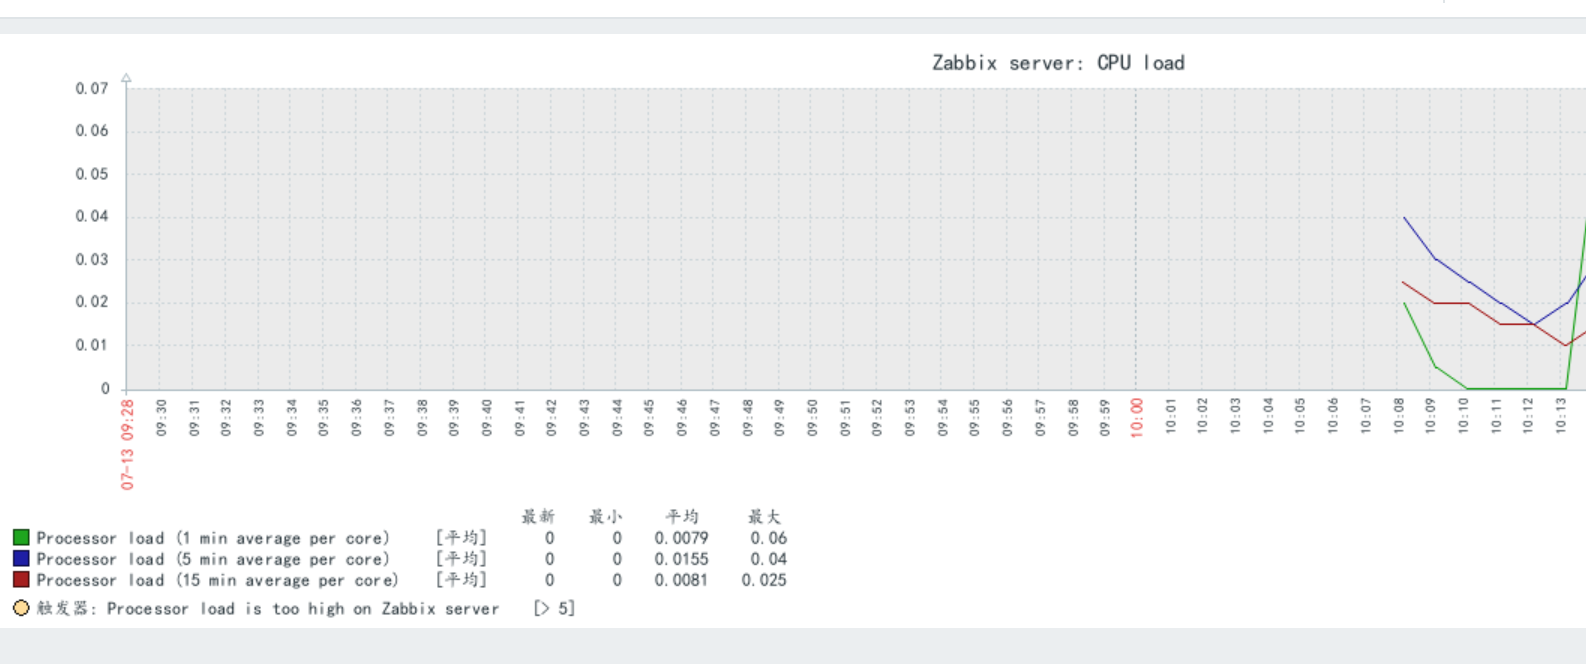 Zabbix server: CPU load
0.07
0.06
0.05
0.04
0.03
0.02
0.01
0
07-13 09:28 09:30 09:31 09:32 09:33 09:34 09:35 09:36 09:37 09:38 09:39 09:40 09:41 09:42 09:43 09:44 09:45 09:46 09:47 09:48 09:49 09:50 09:51 09:52 09:53 09:54 09:55 09:56 09:57 09:58 09:59 10:00 10:01 10:02 10:03 10:04 10:05 10:06 10:07 10:08 10:09 10:10 10:11 10:12 10:13
最新 最小 平均 最大
Processor load (1 min average per core) [平均] 0 0 0.0079 0.06
Processor load (5 min average per core) [平均] 0 0 0.0155 0.04
Processor load (15 min average per core) [平均] 0 0 0.0081 0.025
触发器: Processor load is too high on Zabbix server [> 5]